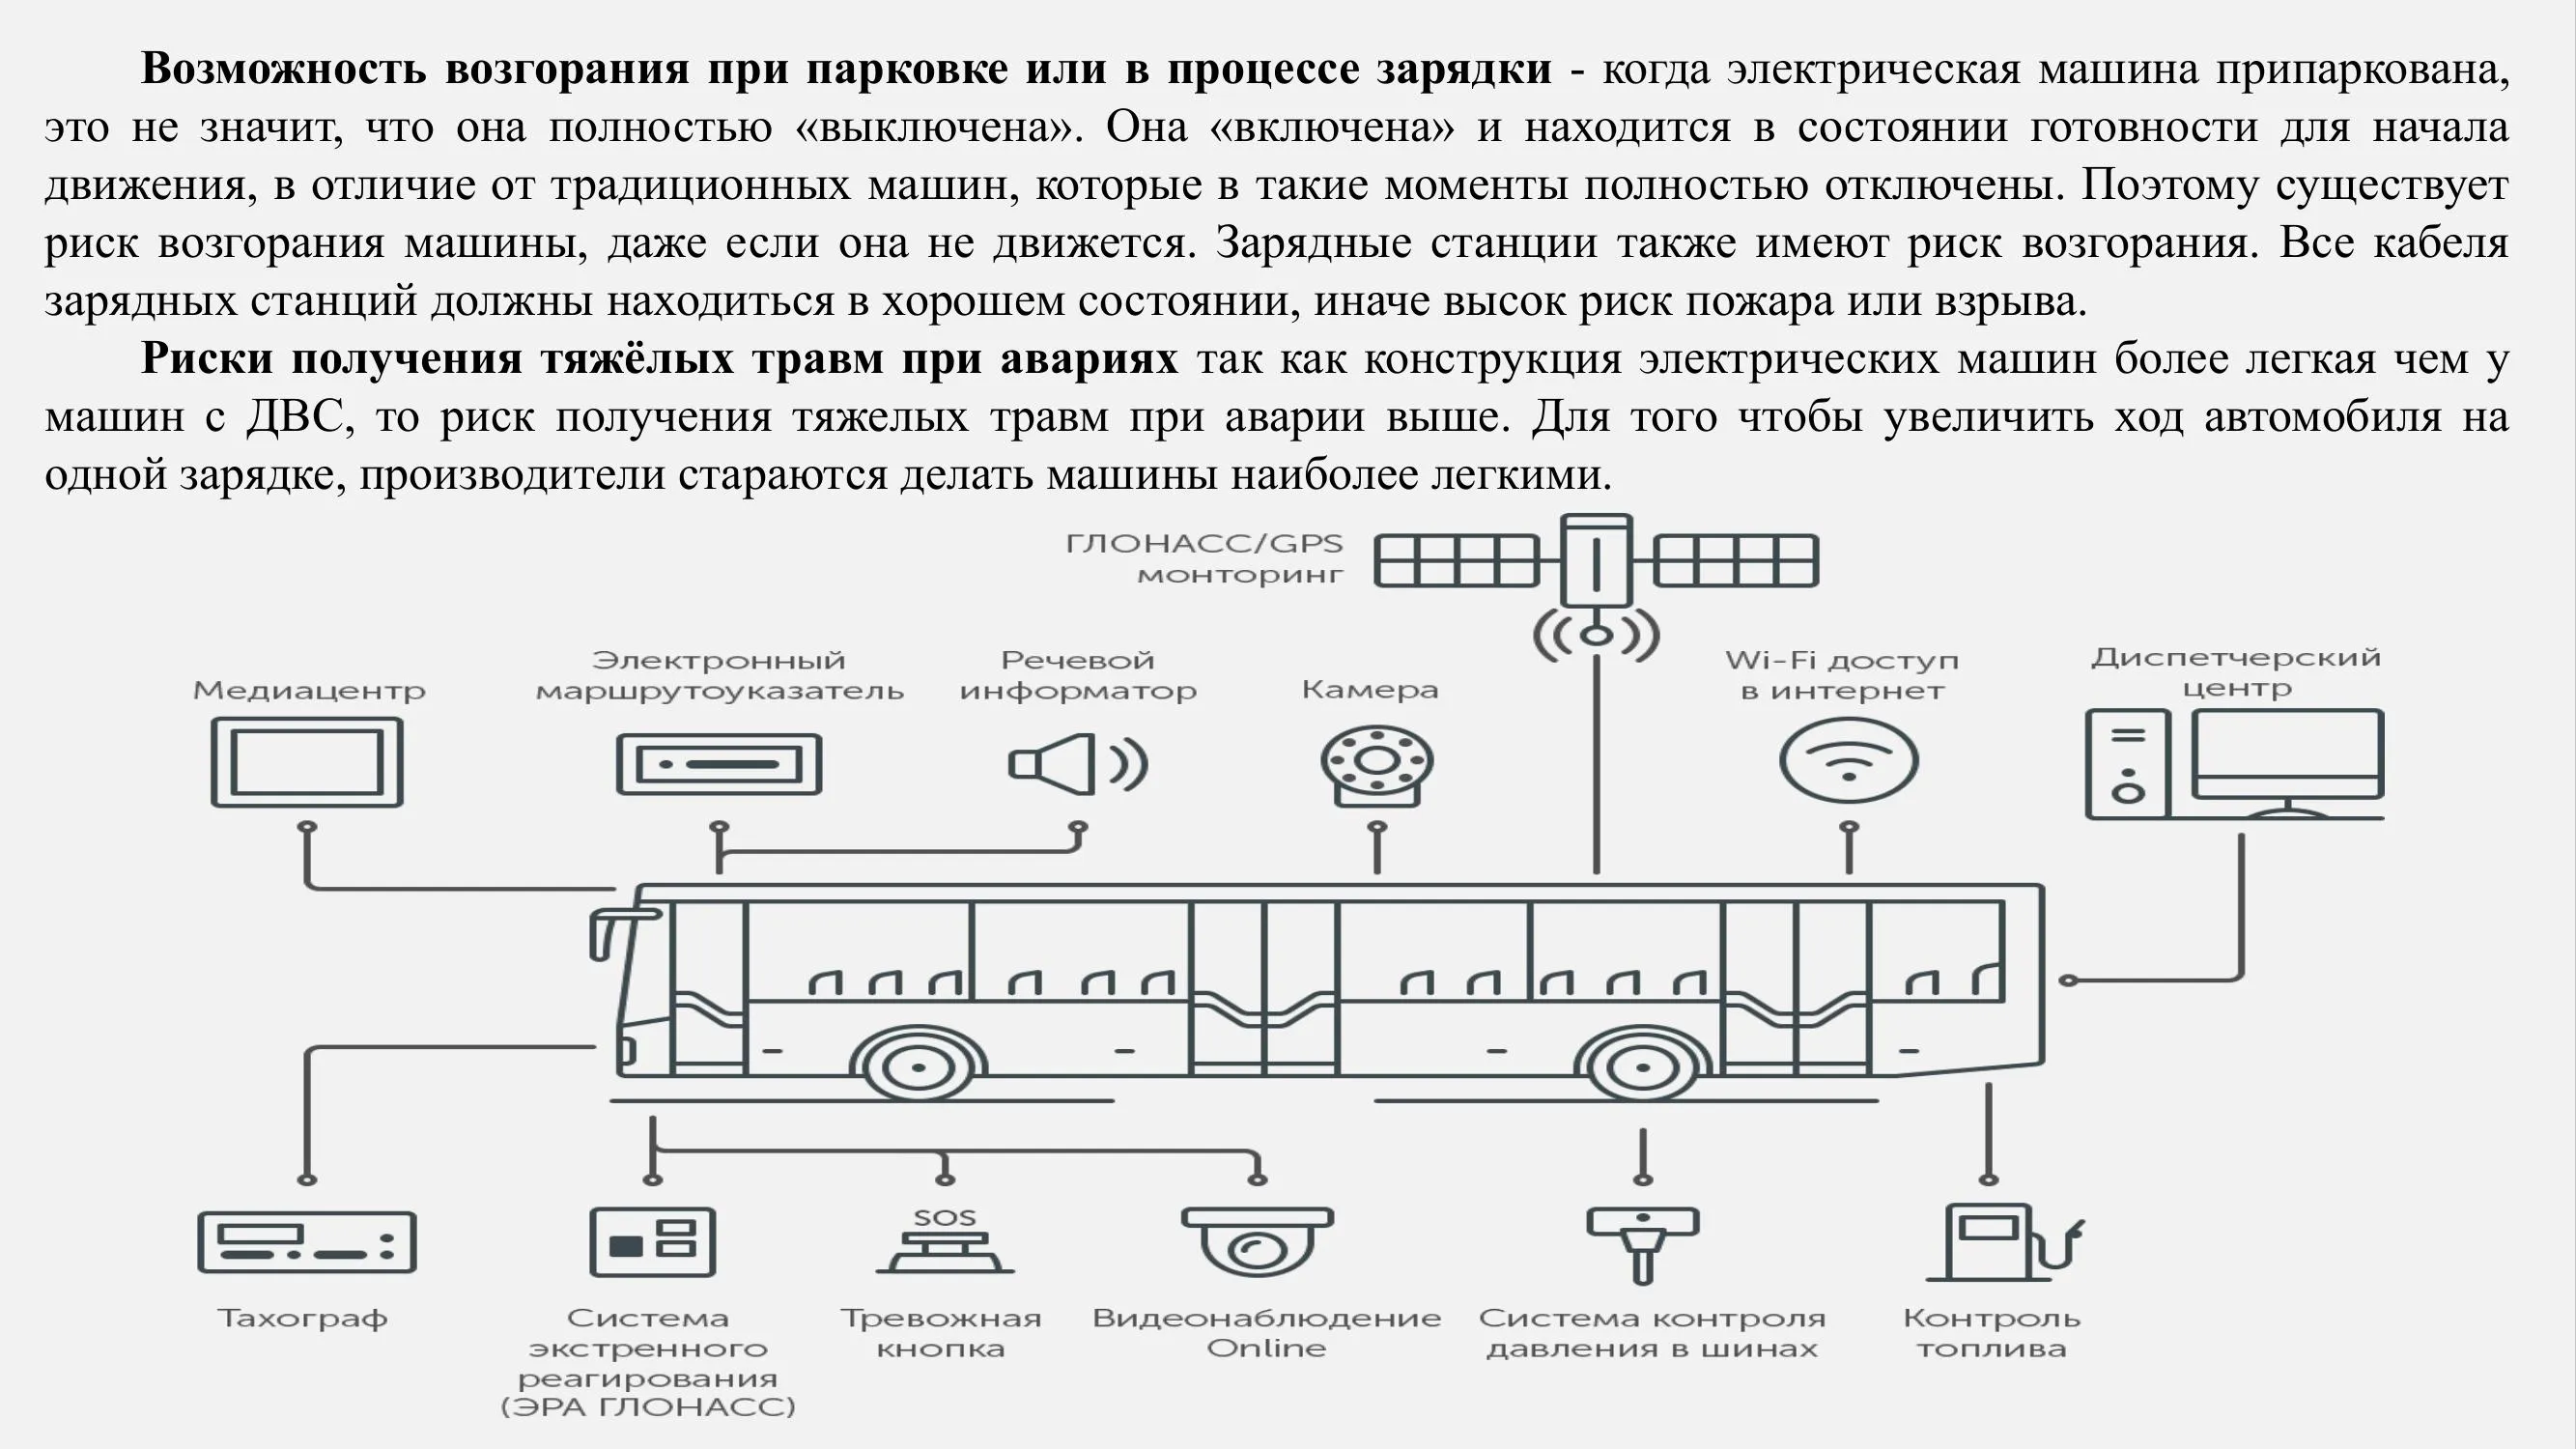 Возможность возгорания при парковке или в процессе зарядки - когда электрическая машина припаркована,
это не значит, что она полностью «выключена». Она «включена» и находится в состоянии готовности для начала
движения, в отличие от традиционных машин, которые в такие моменты полностью отключены. Поэтому существует
риск возгорания машины, даже если она не движется. Зарядные станции также имеют риск возгорания. Все кабеля
зарядных станций должны находиться в хорошем состоянии, иначе высок риск пожара или взрыва.
Риски получения тяжёлых травм при авариях так как конструкция электрических машин более легкая чем у
машин с ДВС, то риск получения тяжелых травм при аварии выше. Для того чтобы увеличить ход автомобиля на
одной зарядке, производители стараются делать машины наиболее легкими.
ГЛОНАСС/GPS
монторинг
Медиацентр
Электронный
маршрутоуказатель
Речевой
информатор
Камера
Wi-Fi доступ
в интернет
Диспетчерский
центр
SOS
Тахограф
Система
экстренного
реагирования
(ЭРА ГЛОНАСС)
Тревожная
кнопка
Видеонаблюдение
Online
Система контроля
давления в шинах
Контроль
топлива